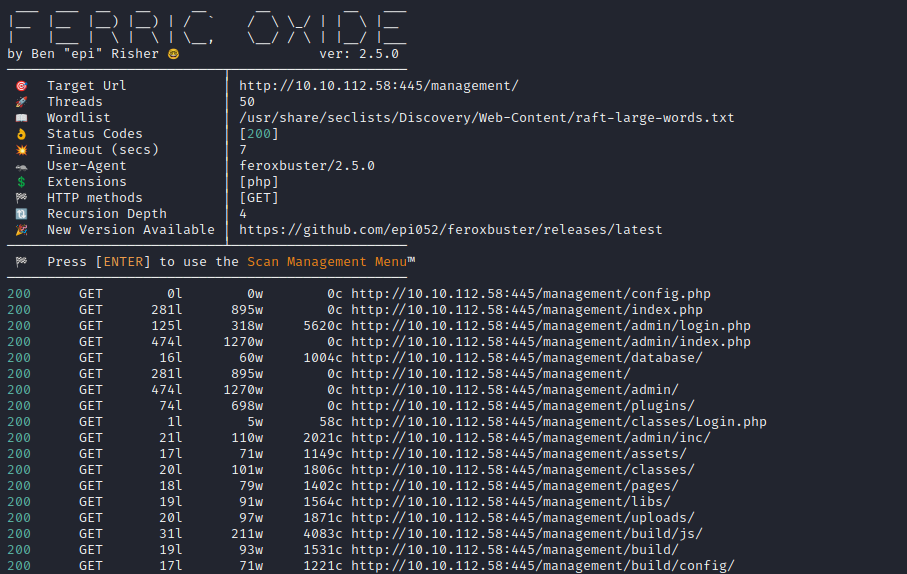 FERRIC OXIDE
by Ben "epi" Risher 🤓 ver: 2.5.0
🎯 Target Url │ http://10.10.112.58:445/management/
🚀 Threads │ 50
📖 Wordlist │ /usr/share/seclists/Discovery/Web-Content/raft-large-words.txt
👌 Status Codes │ [200]
💥 Timeout (secs) │ 7
🦡 User-Agent │ feroxbuster/2.5.0
💲 Extensions │ [php]
🏁 HTTP methods │ [GET]
🔃 Recursion Depth │ 4
🎉 New Version Available │ https://github.com/epi052/feroxbuster/releases/latest
🏁 Press [ENTER] to use the Scan Management Menu™
200 GET 0l 0w 0c http://10.10.112.58:445/management/config.php
200 GET 281l 895w 0c http://10.10.112.58:445/management/index.php
200 GET 125l 318w 5620c http://10.10.112.58:445/management/admin/login.php
200 GET 474l 1270w 0c http://10.10.112.58:445/management/admin/index.php
200 GET 16l 60w 1004c http://10.10.112.58:445/management/database/
200 GET 281l 895w 0c http://10.10.112.58:445/management/
200 GET 474l 1270w 0c http://10.10.112.58:445/management/admin/
200 GET 74l 698w 0c http://10.10.112.58:445/management/plugins/
200 GET 1l 5w 58c http://10.10.112.58:445/management/classes/Login.php
200 GET 21l 110w 2021c http://10.10.112.58:445/management/admin/inc/
200 GET 17l 71w 1149c http://10.10.112.58:445/management/assets/
200 GET 20l 101w 1806c http://10.10.112.58:445/management/classes/
200 GET 18l 79w 1402c http://10.10.112.58:445/management/pages/
200 GET 19l 91w 1564c http://10.10.112.58:445/management/libs/
200 GET 20l 97w 1871c http://10.10.112.58:445/management/uploads/
200 GET 31l 211w 4083c http://10.10.112.58:445/management/build/js/
200 GET 19l 93w 1531c http://10.10.112.58:445/management/build/
200 GET 17l 71w 1221c http://10.10.112.58:445/management/build/config/